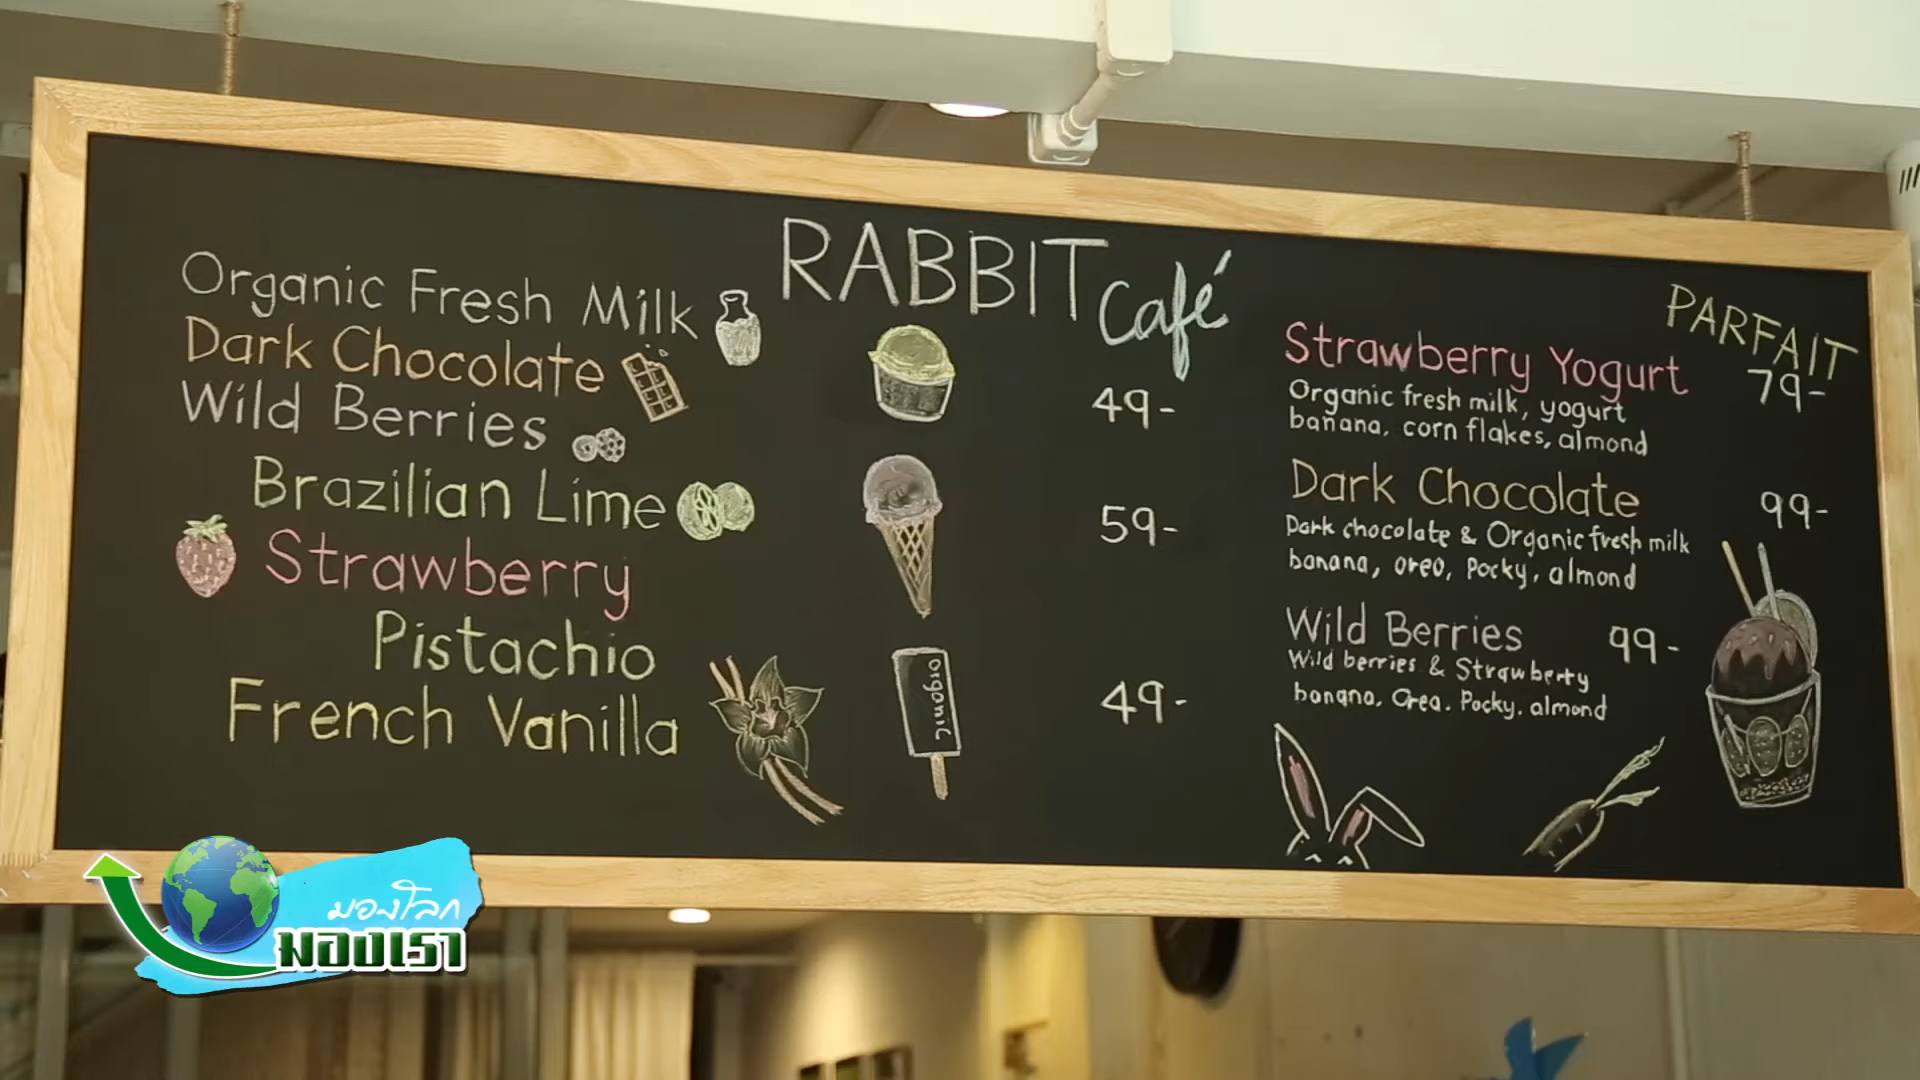 RABBIT
Café
Organic Fresh Milk
Dark Chocolate
Wild Berries
Brazilian Lime
Strawberry
Pistachio
French Vanilla
49-
59-
Organic
49-
PARFAIT
Strawberry Yogurt 79-
Organic fresh milk, yogurt
banana, corn flakes, almond
Dark Chocolate 99-
Dark chocolate & Organic fresh milk
banana, oreo, Pocky, almond
Wild Berries 99-
Wild berries & Strawberry
banana, Oreo. Pocky. almond
มองโลก
มองเรา